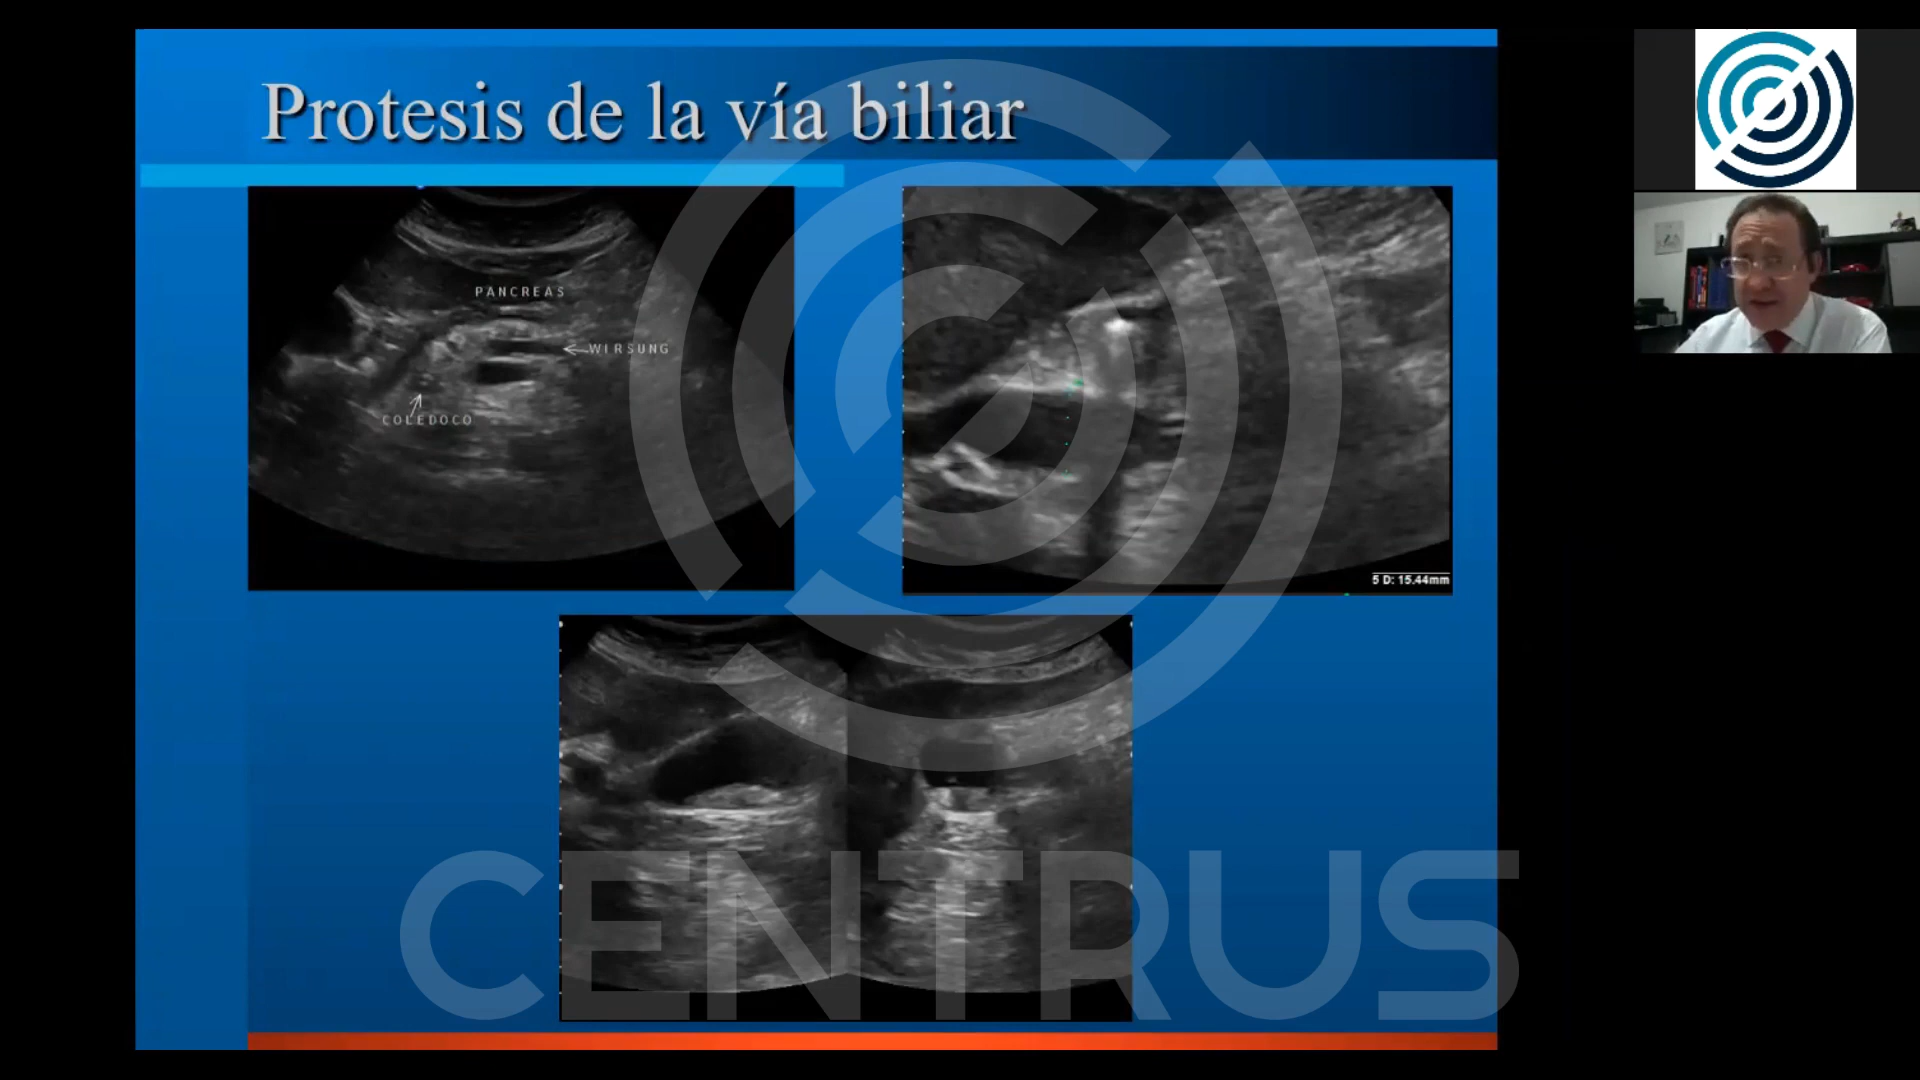 Protesis de la vía biliar
PANCREAS
WIRSUNG
COLEDOCO
5 D: 15.44mm
CENTRUS